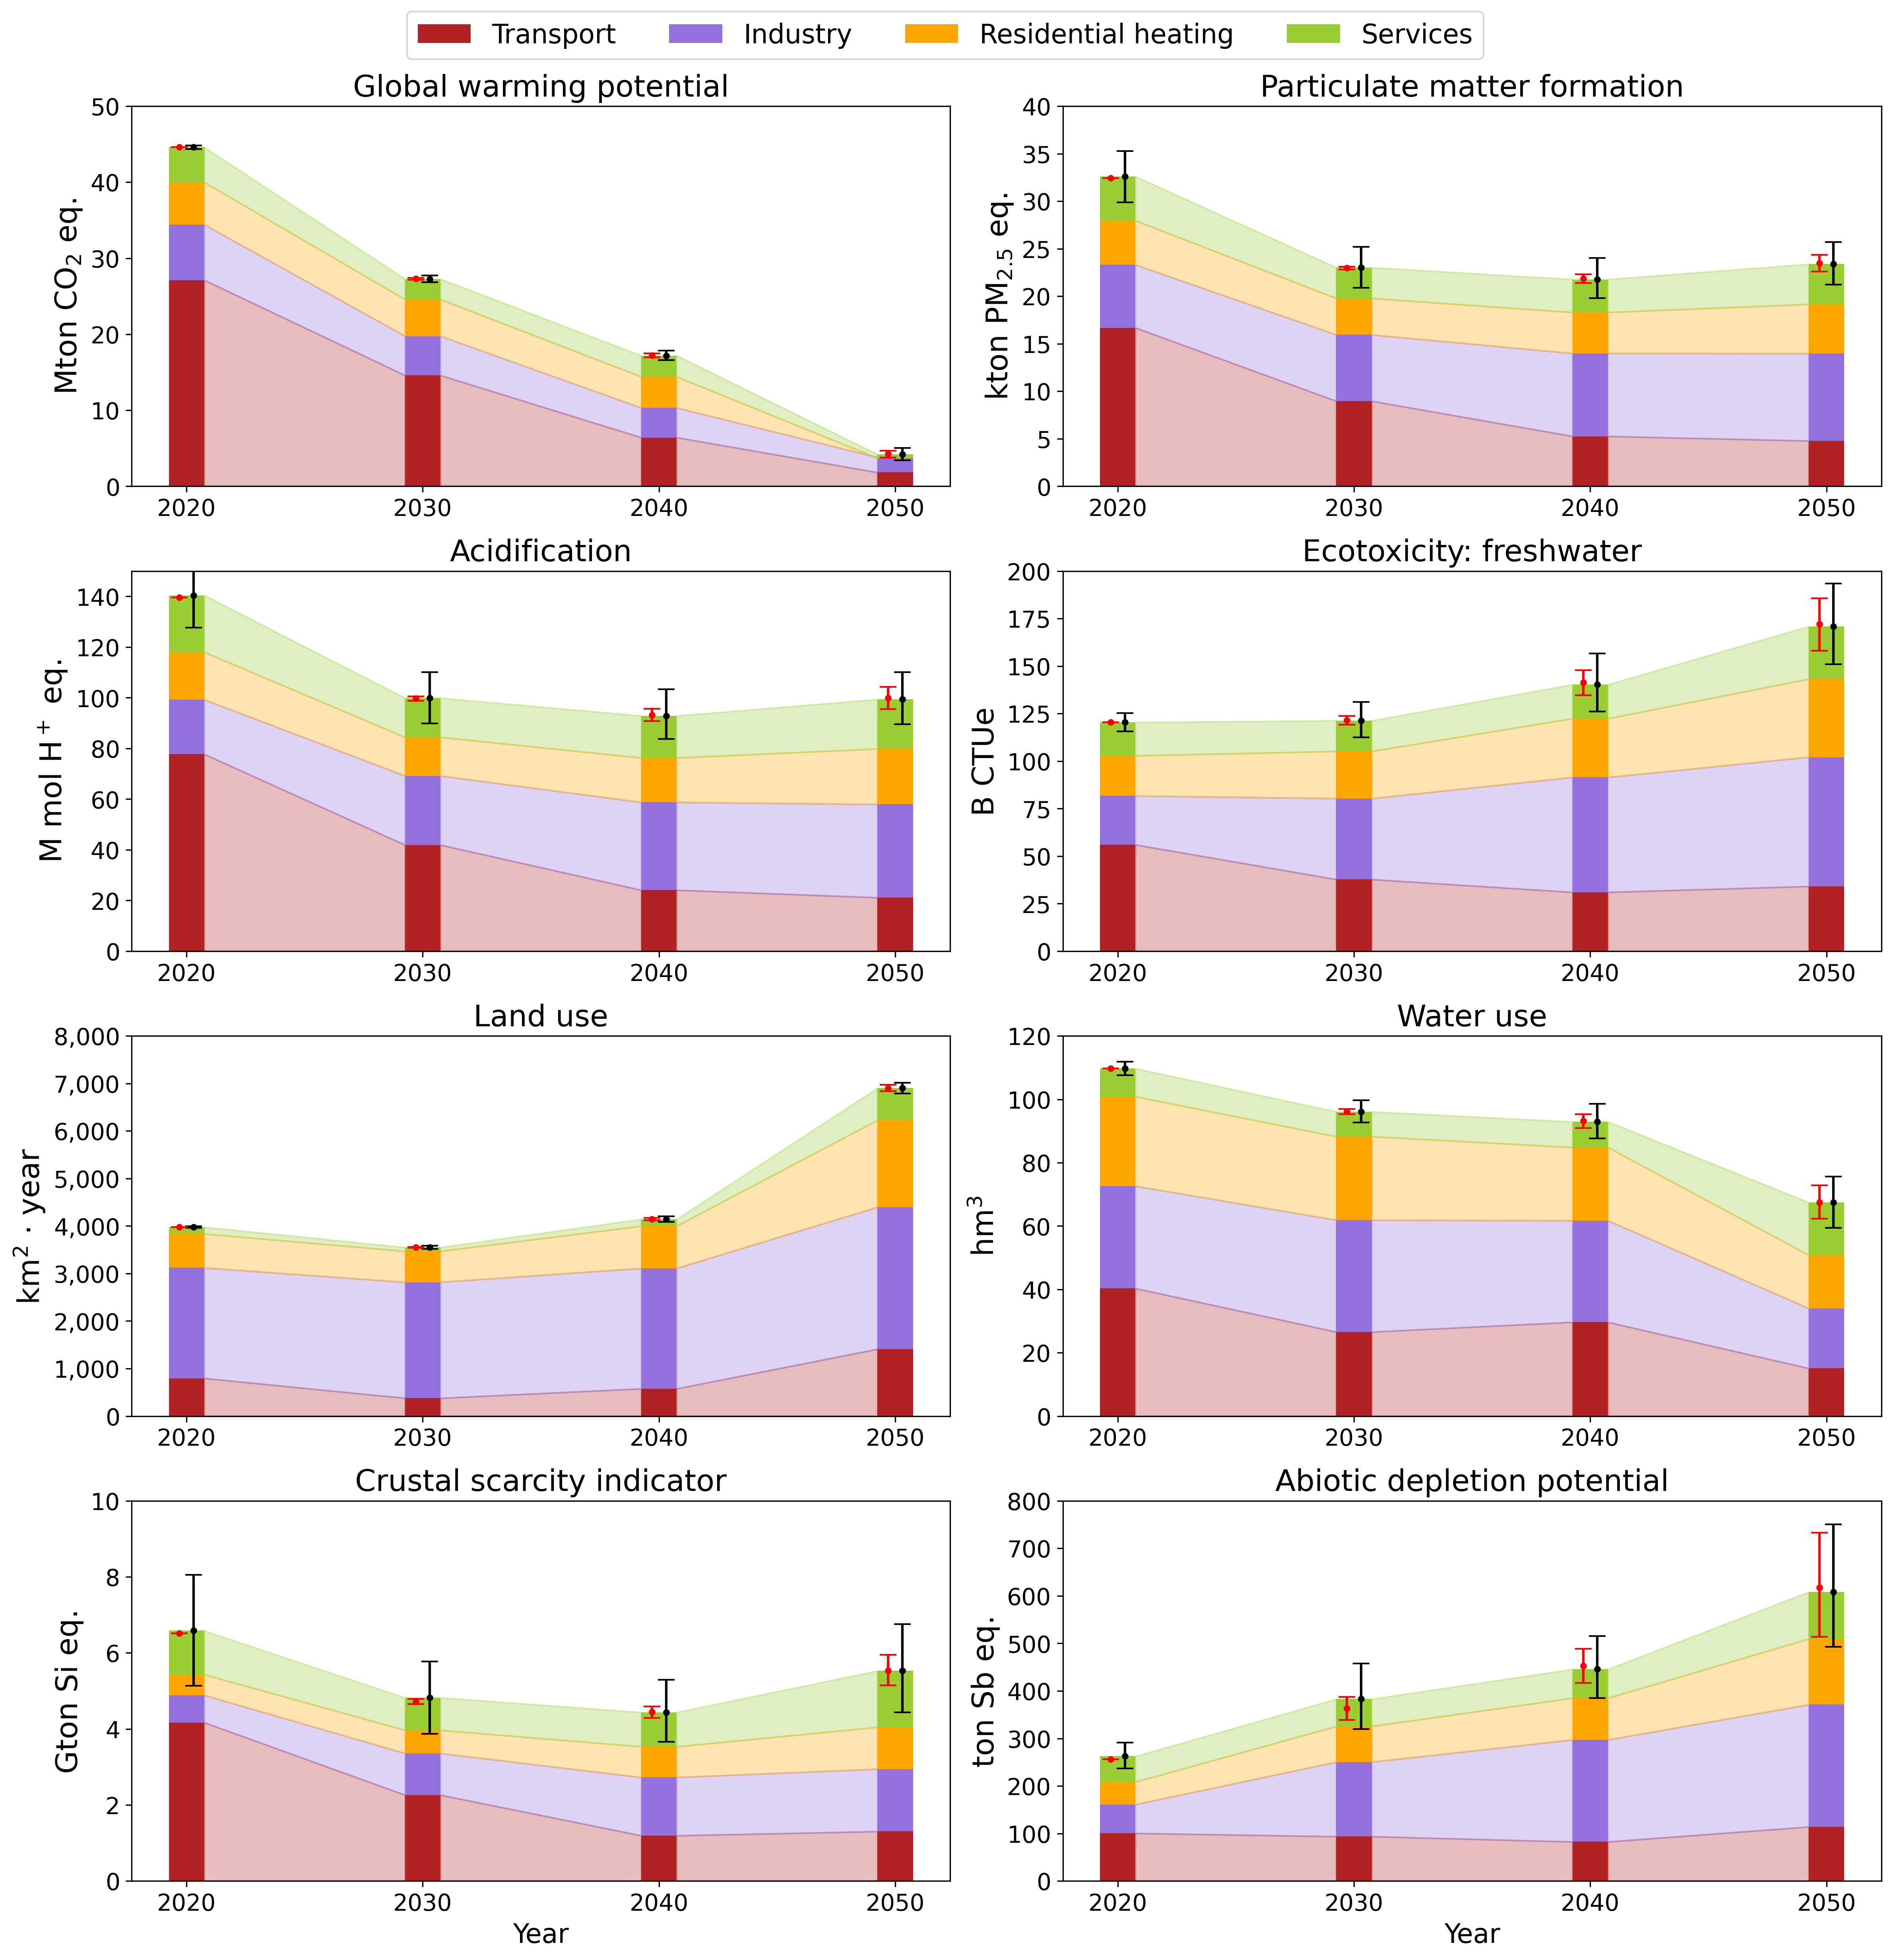 Transport Industry Residential heating Services
Global warming potential
Mton CO₂ eq.
50
40
30
20
10
0
2020 2030 2040 2050
Particulate matter formation
kton PM₂.₅ eq.
40
35
30
25
20
15
10
5
0
2020 2030 2040 2050
Acidification
M mol H⁺ eq.
140
120
100
80
60
40
20
0
2020 2030 2040 2050
Ecotoxicity: freshwater
B CTUe
200
175
150
125
100
75
50
25
0
2020 2030 2040 2050
Land use
km² · year
8,000
7,000
6,000
5,000
4,000
3,000
2,000
1,000
0
2020 2030 2040 2050
Water use
hm³
120
100
80
60
40
20
0
2020 2030 2040 2050
Crustal scarcity indicator
Gton Si eq.
10
8
6
4
2
0
2020 2030 2040 2050
Year
Abiotic depletion potential
ton Sb eq.
800
700
600
500
400
300
200
100
0
2020 2030 2040 2050
Year